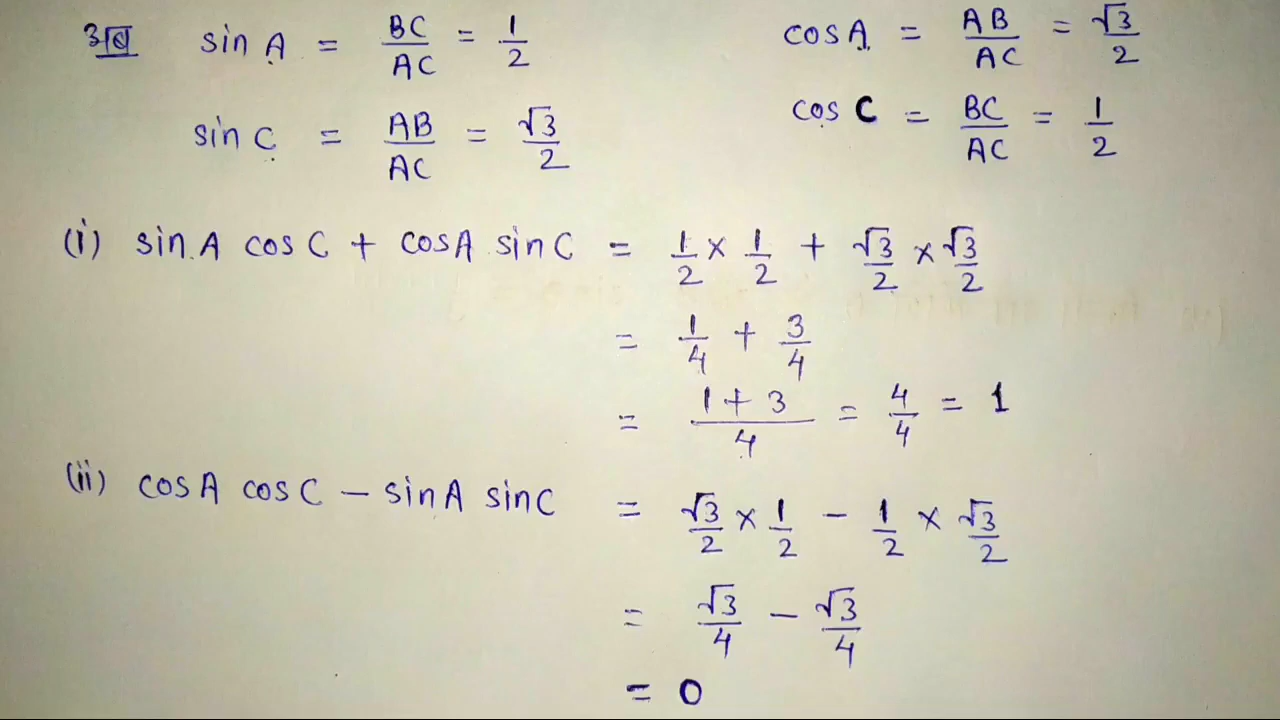 3 sin A = BC/AC = 1/2 cos A = AB/AC = √3/2
sin C = AB/AC = √3/2 cos C = BC/AC = 1/2
(i) sin A cos C + cos A sin C = 1/2 × 1/2 + √3/2 × √3/2
= 1/4 + 3/4
= (1 + 3)/4 = 4/4 = 1
(ii) cos A cos C - sin A sin C = √3/2 × 1/2 - 1/2 × √3/2
= √3/4 - √3/4
= 0